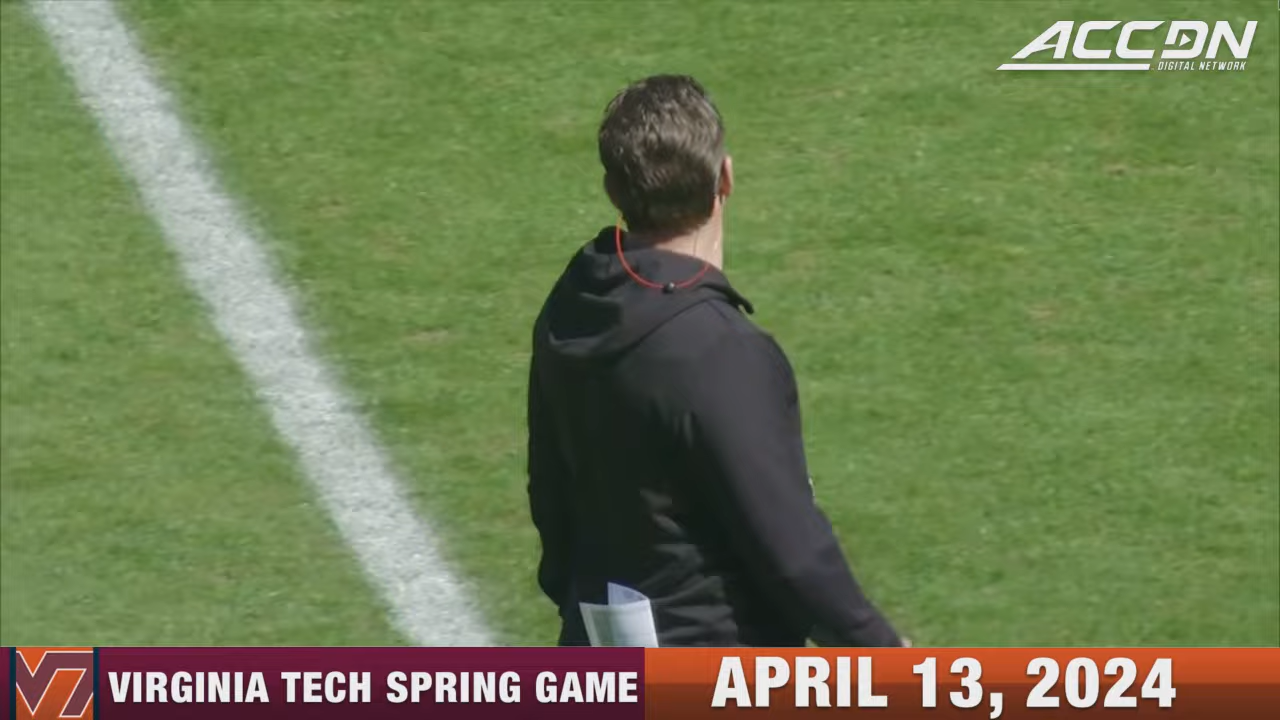 ACCDN
DIGITAL NETWORK
VT
VIRGINIA TECH SPRING GAME
APRIL 13, 2024